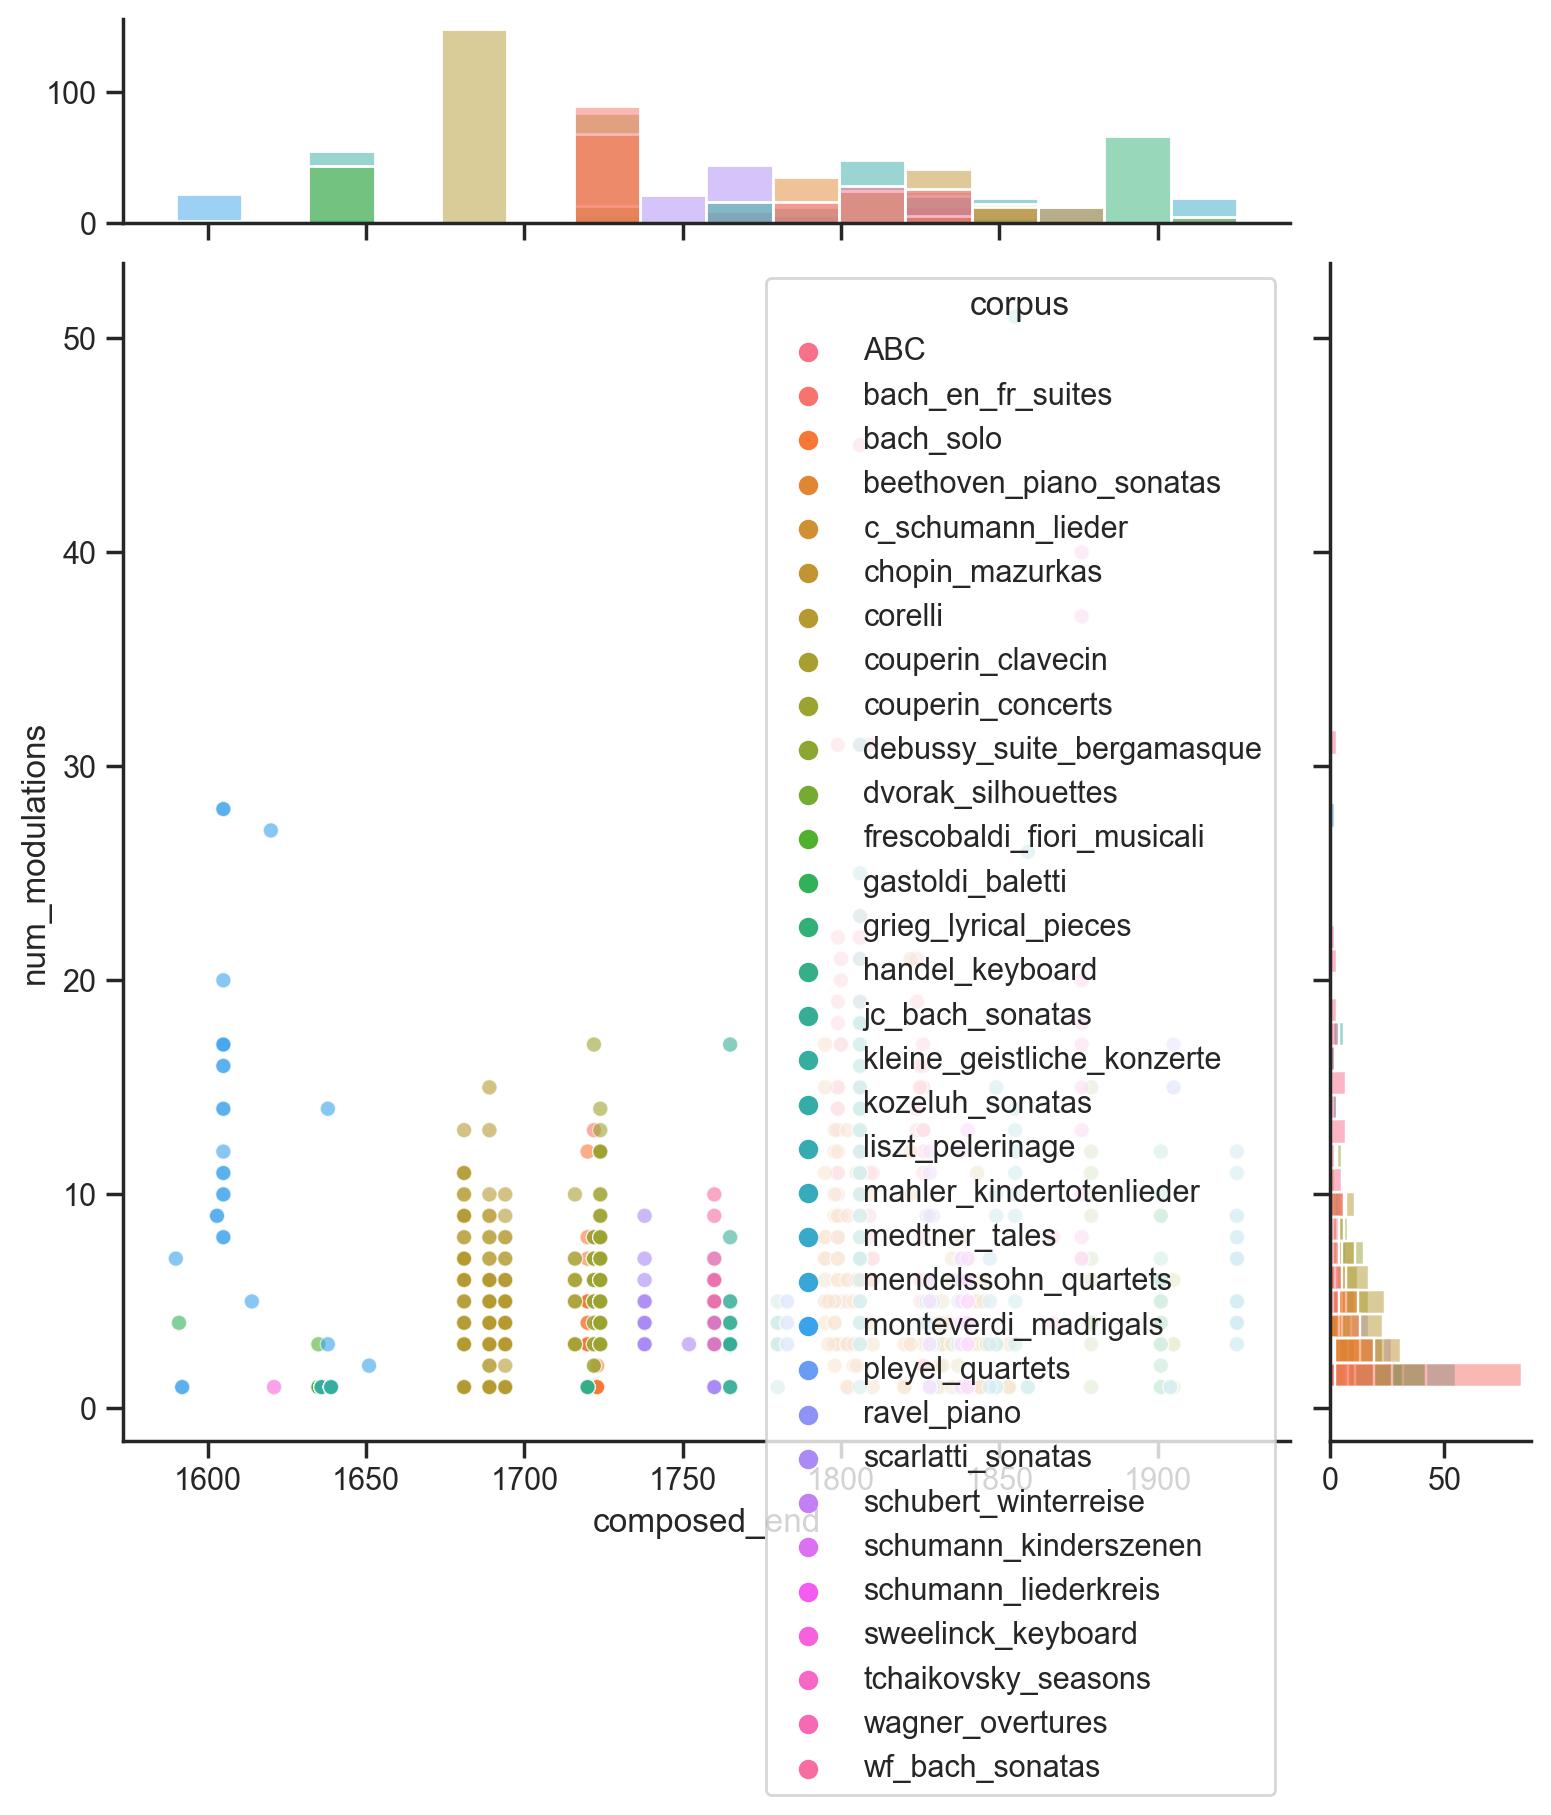 100
0
corpus
50
ABC
bach_en_fr_suites
bach_solo
beethoven_piano_sonatas
c_schumann_lieder
40
chopin_mazurkas
corelli
couperin_clavecin
couperin_concerts
30
debussy_suite_bergamasque
dvorak_silhouettes
frescobaldi_fiori_musicali
gastoldi_baletti
num_modulations
grieg_lyrical_pieces
20
handel_keyboard
jc_bach_sonatas
kleine_geistliche_konzerte
kozeluh_sonatas
liszt_pelerinage
10
mahler_kindertotenlieder
medtner_tales
mendelssohn_quartets
monteverdi_madrigals
pleyel_quartets
0
ravel_piano
scarlatti_sonatas
1600 1650 1700 1750 1800 1850 1900 0 50
schubert_winterreise
composed_end
schumann_kinderszenen
schumann_liederkreis
sweelinck_keyboard
tchaikovsky_seasons
wagner_overtures
wf_bach_sonatas